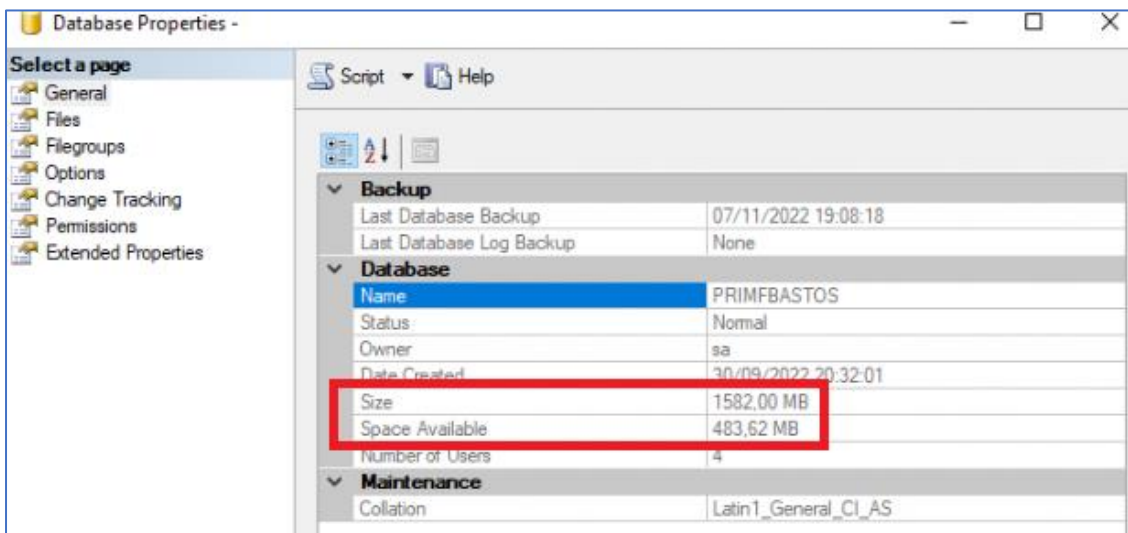 Database Properties -
Select a page
General
Files
Filegroups
Options
Change Tracking
Permissions
Extended Properties
Script Help
Backup
Last Database Backup 07/11/2022 19:08:18
Last Database Log Backup None
Database
Name PRIMFBASTOS
Status Normal
Owner sa
Date Created 30/09/2022 20:32:01
Size 1582,00 MB
Space Available 483,62 MB
Number of Users 4
Maintenance
Collation Latin1_General_CI_AS